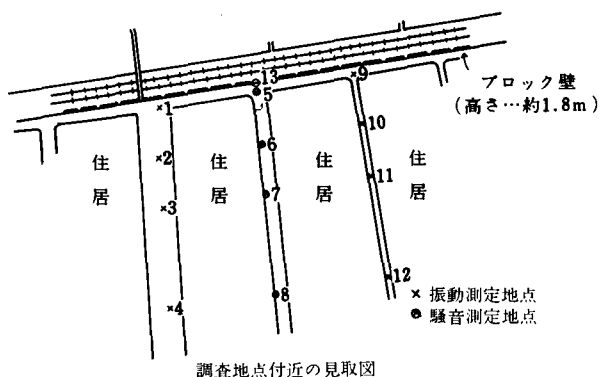 13
9
ブロック壁
(高さ…約1.8m)
1
5
10
6
2
住居
住居
住居
11
住居
7
3
12
8
4
× 振動測定地点
● 騒音測定地点
調査地点付近の見取図